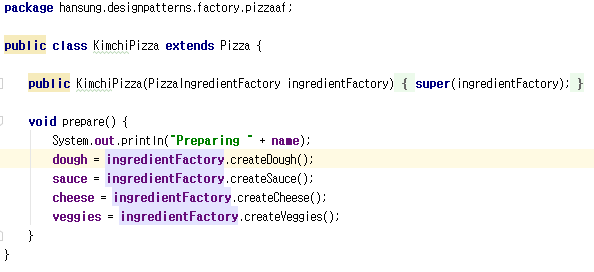 package hansung.designpatterns.factory.pizzaaf;
public class KimchiPizza extends Pizza {
public KimchiPizza(PizzaIngredientFactory ingredientFactory) { super(ingredientFactory); }
void prepare() {
System.out.println("Preparing " + name);
dough = ingredientFactory.createDough();
sauce = ingredientFactory.createSauce();
cheese = ingredientFactory.createCheese();
veggies = ingredientFactory.createVeggies();
}
}